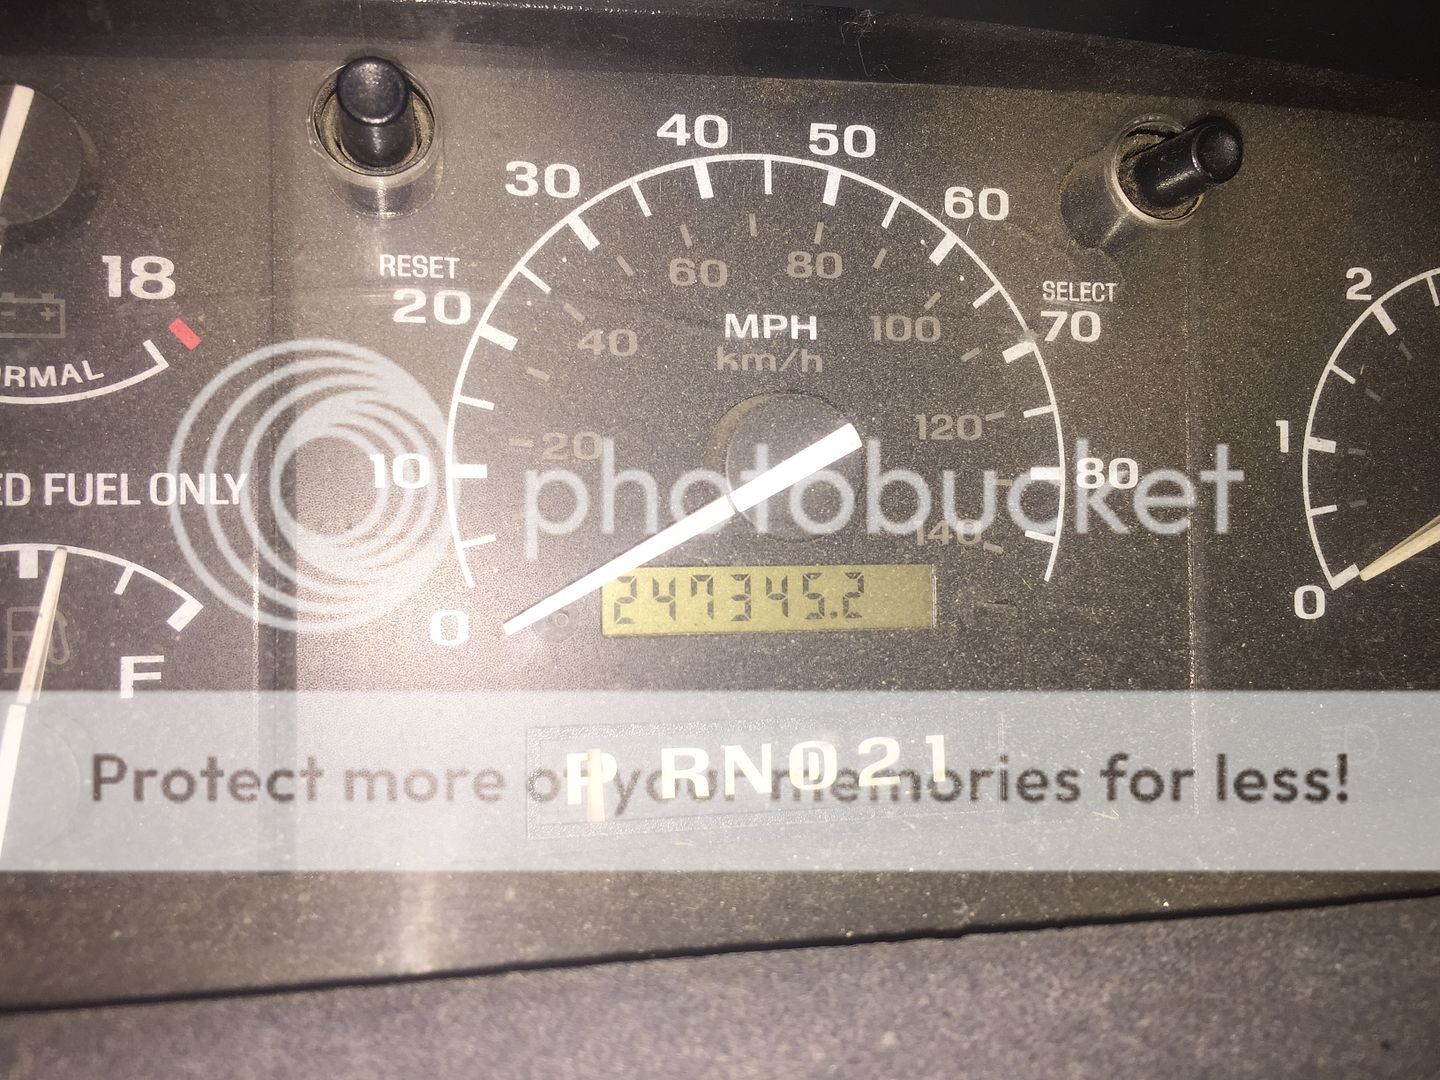 40 50
30 60
60 80
18
RESET
SELECT
20
70
2
MPH
40
100
km/h
RMAL
120
20
10
80
1
ED FUEL ONLY
photobucket
140
0
0
247345.2
0
F
P RND21
Protect more of your memories for less!